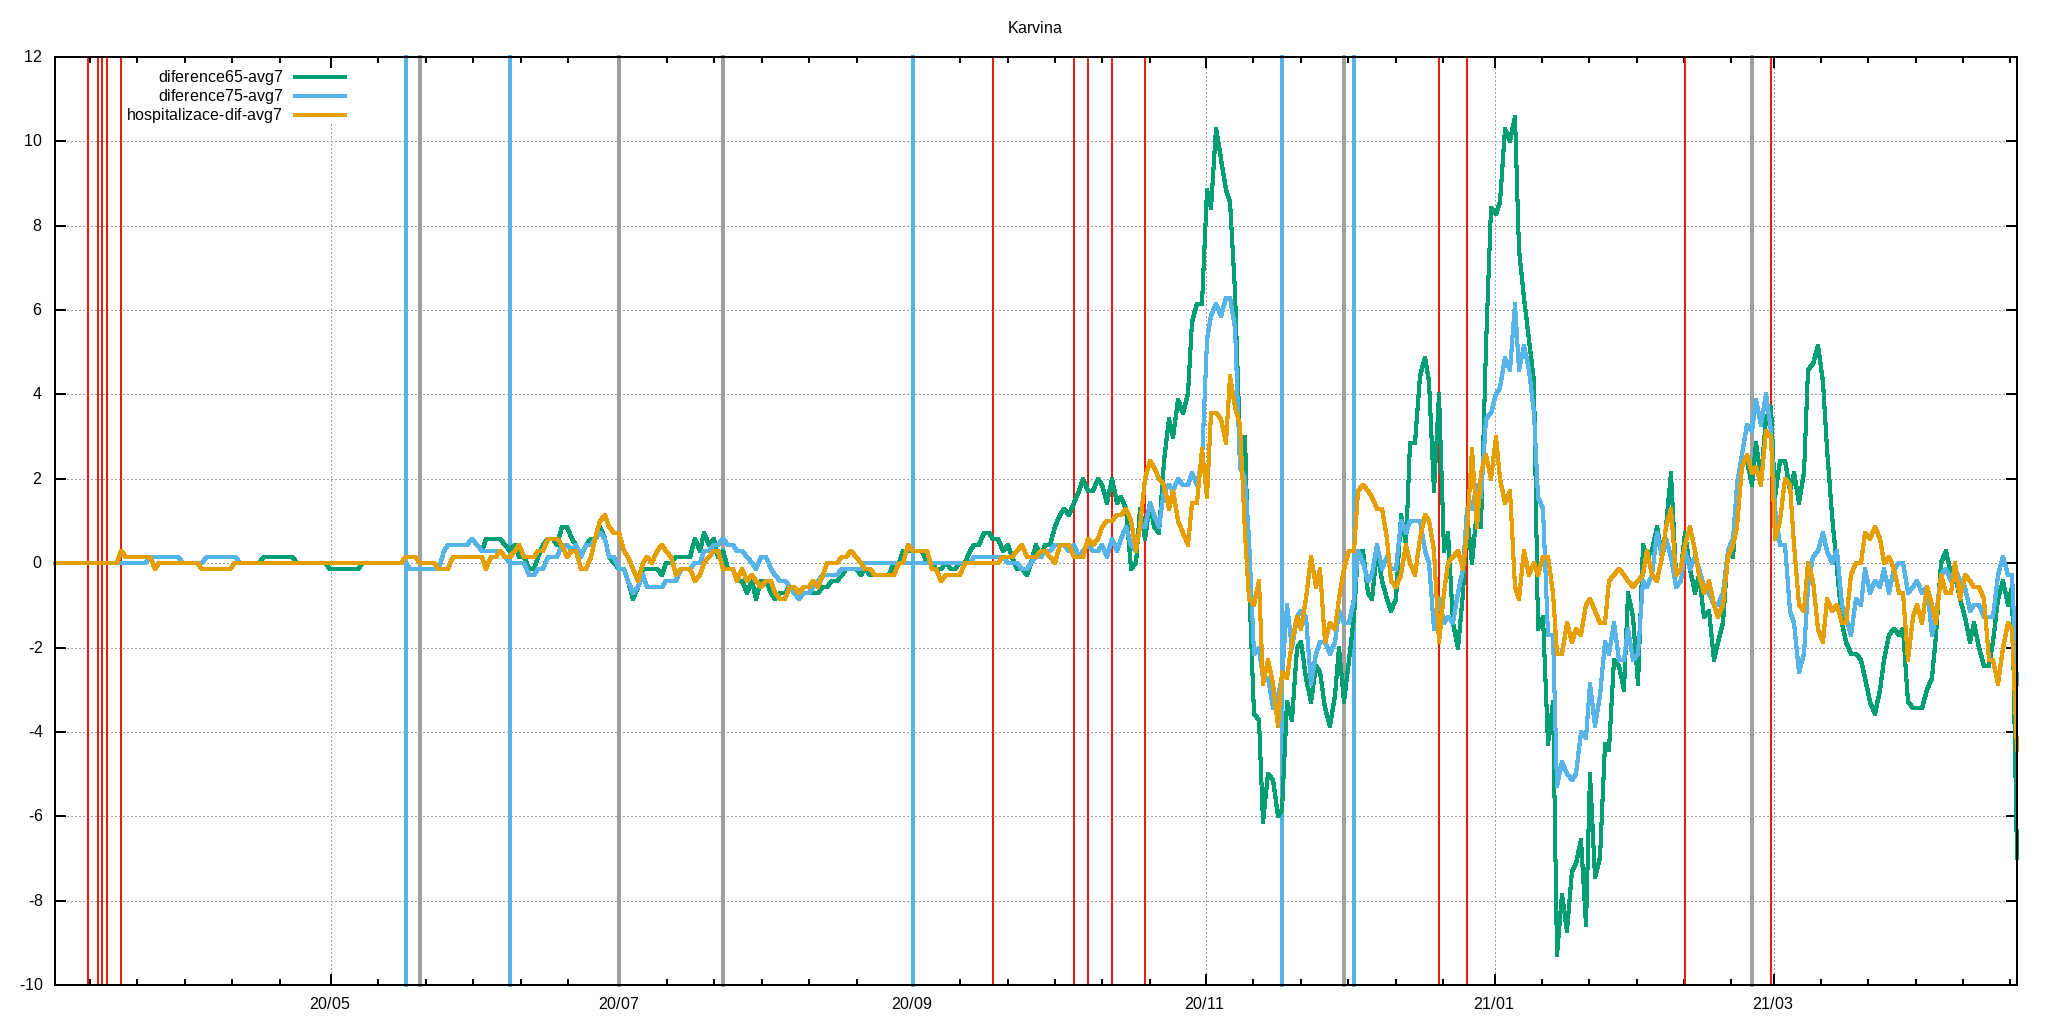 Karvina
12
diference65-avg7
diference75-avg7
hospitalizace-dif-avg7
10
8
6
4
2
0
-2
-4
-6
-8
-10
20/05 20/07 20/09 20/11 21/01 21/03